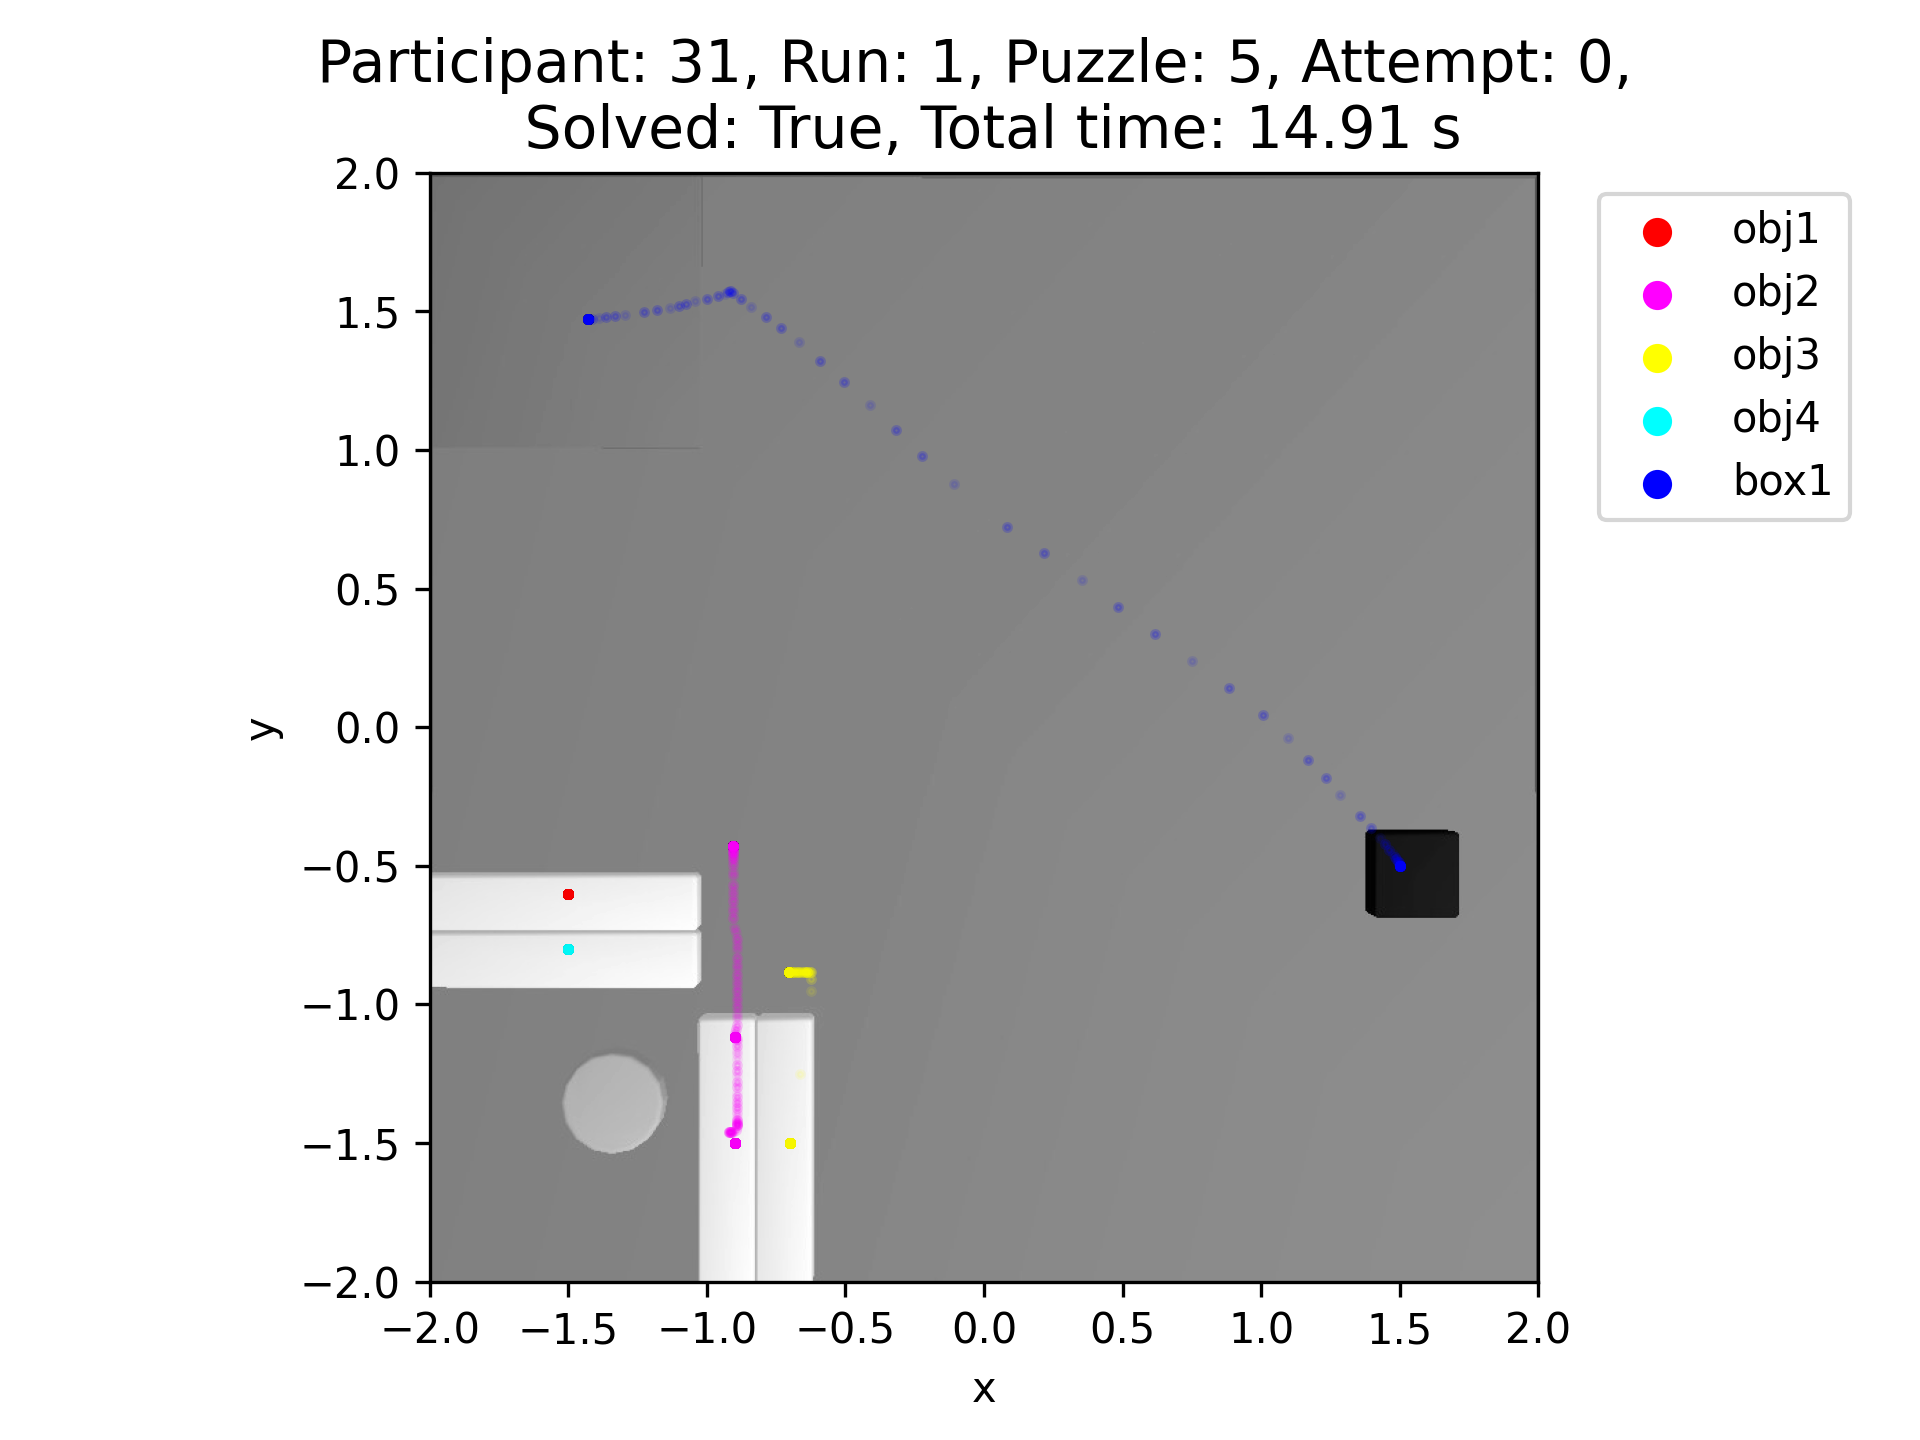 Participant: 31, Run: 1, Puzzle: 5, Attempt: 0,
Solved: True, Total time: 14.91 s
2.0
1.5
1.0
0.5
0.0
−0.5
−1.0
−1.5
−2.0
y
−2.0 −1.5 −1.0 −0.5 0.0 0.5 1.0 1.5 2.0
x
obj1
obj2
obj3
obj4
box1